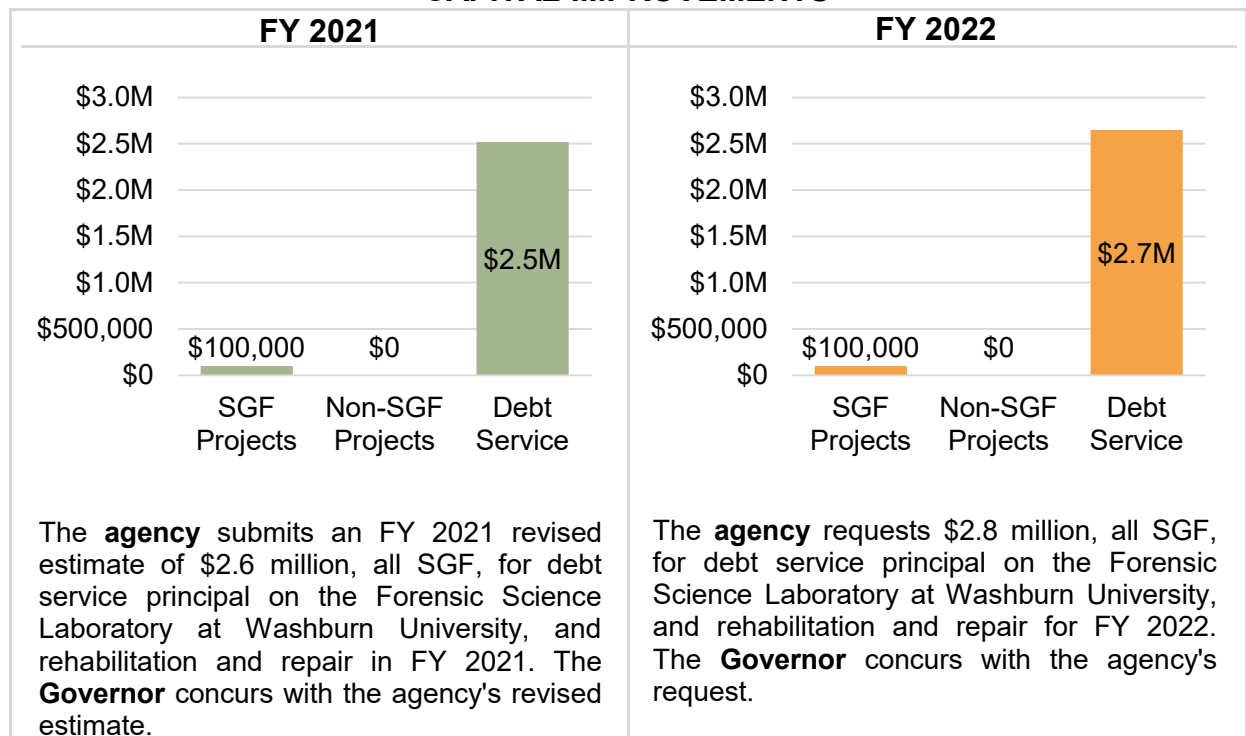 FY 2021
$3.0M
$2.5M
$2.0M
$1.5M
$1.0M
$500,000
$0
$100,000
$0
$2.5M
SGF Projects
Non-SGF Projects
Debt Service
The agency submits an FY 2021 revised
estimate of $2.6 million, all SGF, for debt
service principal on the Forensic Science
Laboratory at Washburn University, and
rehabilitation and repair in FY 2021. The
Governor concurs with the agency's revised
estimate.
FY 2022
$3.0M
$2.5M
$2.0M
$1.5M
$1.0M
$500,000
$0
$100,000
$0
$2.7M
SGF Projects
Non-SGF Projects
Debt Service
The agency requests $2.8 million, all SGF,
for debt service principal on the Forensic
Science Laboratory at Washburn University,
and rehabilitation and repair for FY 2022.
The Governor concurs with the agency's
request.